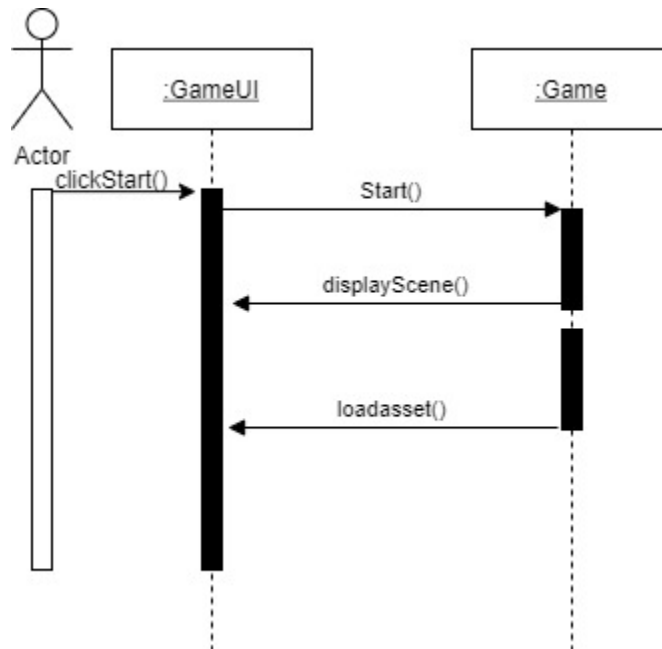 :GameUI
:Game
Actor
clickStart()
Start()
displayScene()
loadasset()